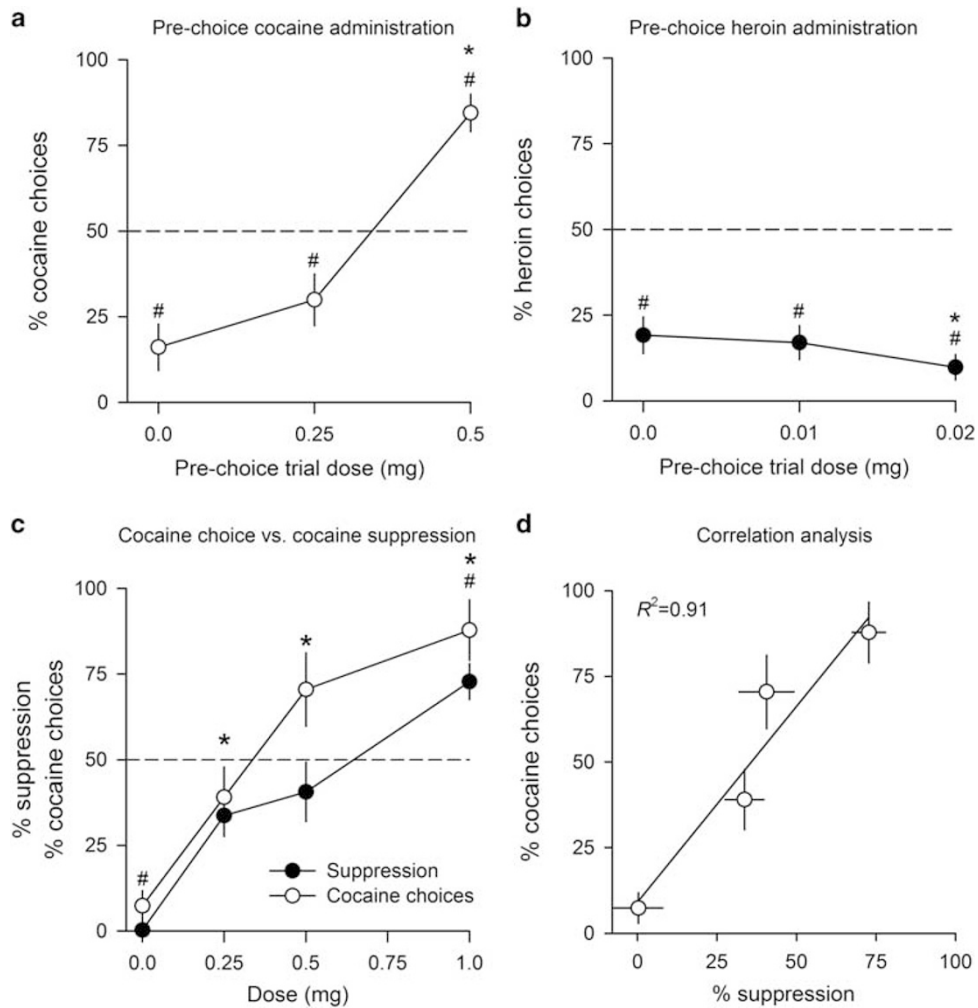 a
Pre-choice cocaine administration
100
75
50
25
0
% cocaine choices
*
#
#
#
0.0
0.25
0.5
Pre-choice trial dose (mg)
b
Pre-choice heroin administration
100
75
50
25
0
% heroin choices
#
#
*
#
0.0
0.01
0.02
Pre-choice trial dose (mg)
c
Cocaine choice vs. cocaine suppression
100
75
50
25
0
% suppression
% cocaine choices
#
*
*
*
#
Suppression
Cocaine choices
0.0
0.25
0.5
0.75
1.0
Dose (mg)
d
Correlation analysis
100
75
50
25
0
% cocaine choices
R²=0.91
0
25
50
75
100
% suppression